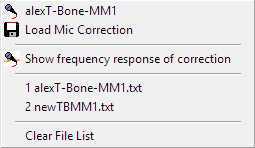 alexT-Bone-MM1
Load Mic Correction
Show frequency response of correction
1 alexT-Bone-MM1.txt
2 newTBMM1.txt
Clear File List